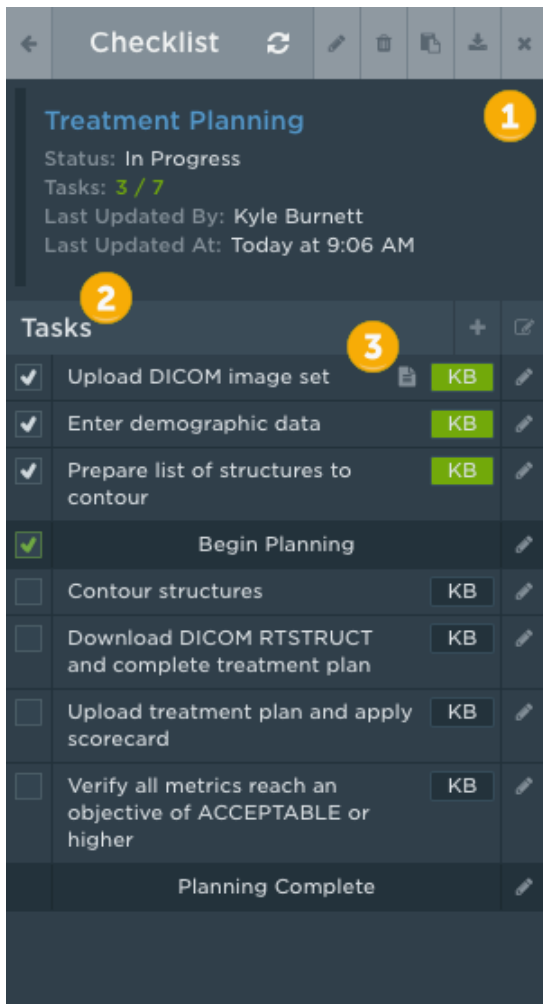 Checklist
1
Treatment Planning
Status: In Progress
Tasks: 3 / 7
Last Updated By: Kyle Burnett
Last Updated At: Today at 9:06 AM
2
Tasks
3
Upload DICOM image set KB
Enter demographic data KB
Prepare list of structures to KB
contour
Begin Planning
Contour structures KB
Download DICOM RTSTRUCT KB
and complete treatment plan
Upload treatment plan and apply KB
scorecard
Verify all metrics reach an KB
objective of ACCEPTABLE or
higher
Planning Complete